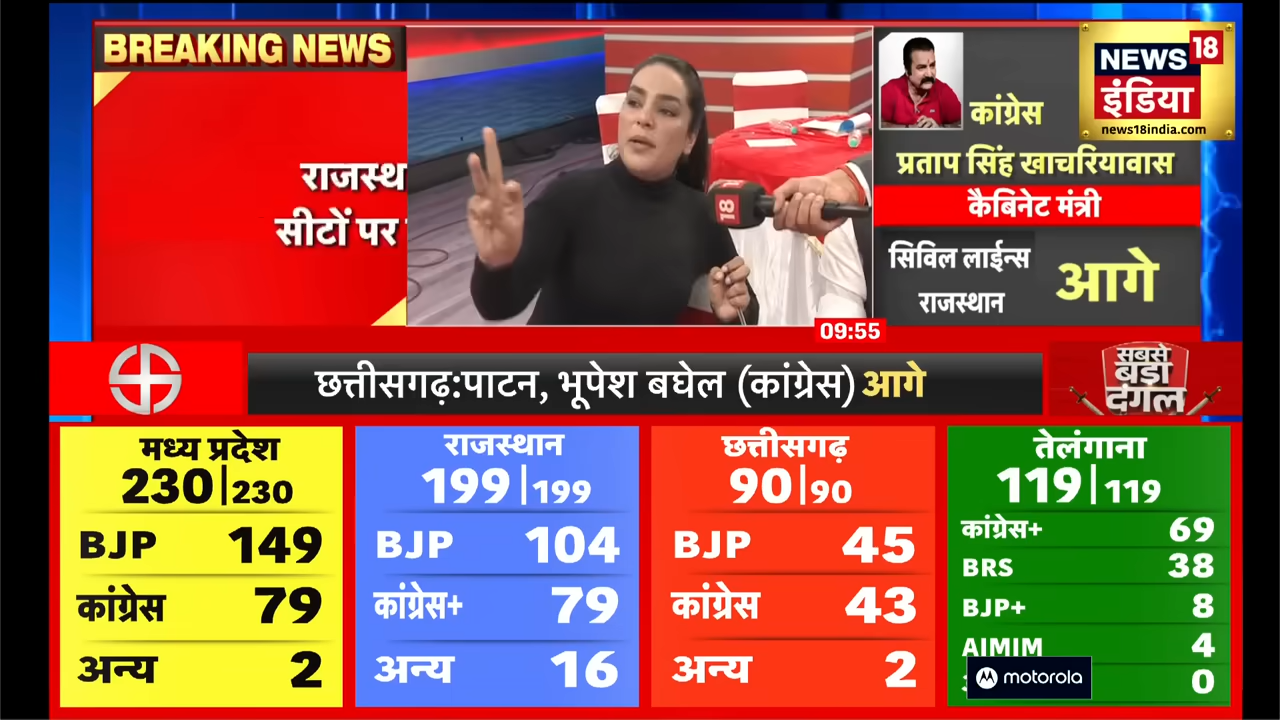 BREAKING NEWS
राजस्थ
सीटों पर
18
कांग्रेस
प्रताप सिंह खाचरियावास
कैबिनेट मंत्री
सिविल लाईन्स
राजस्थान
आगे
NEWS 18
इंडिया
news18india.com
09:55
छत्तीसगढ़:पाटन, भूपेश बघेल (कांग्रेस) आगे
सबसे
बड़ा
दंगल
मध्य प्रदेश
230|230
BJP 149
कांग्रेस 79
अन्य 2
राजस्थान
199|199
BJP 104
कांग्रेस+ 79
अन्य 16
छत्तीसगढ़
90|90
BJP 45
कांग्रेस 43
अन्य 2
तेलंगाना
119|119
कांग्रेस+ 69
BRS 38
BJP+ 8
AIMIM 4
0
motorola